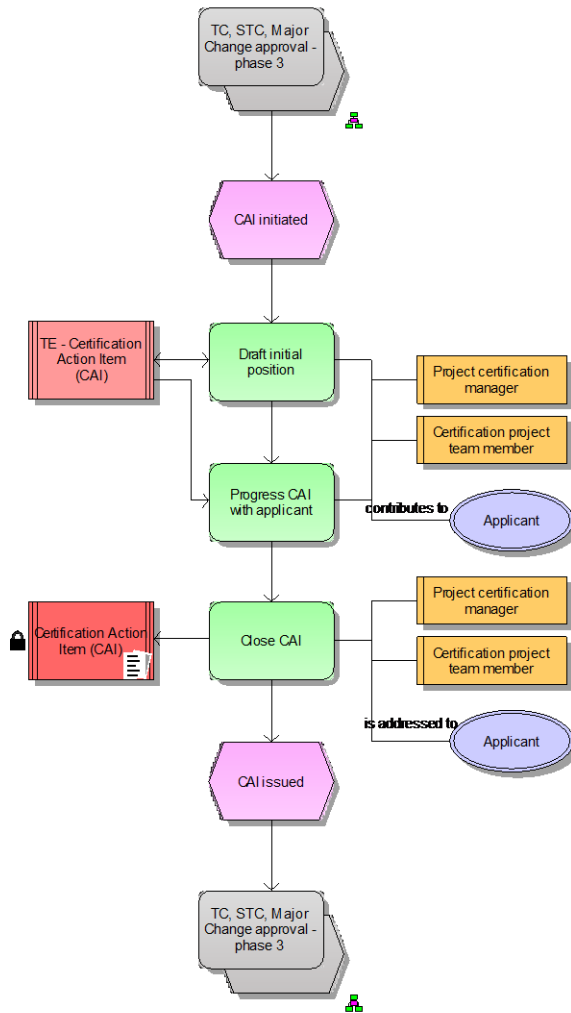 TC, STC, Major
Change approval -
phase 3
CAI initiated
TE - Certification
Action Item
(CAI)
Draft initial
position
Project certification
manager
Certification project
team member
Progress CAI
with applicant
contributes to
Applicant
Certification Action
Item (CAI)
Close CAI
Project certification
manager
Certification project
team member
is addressed to
Applicant
CAI issued
TC, STC, Major
Change approval -
phase 3